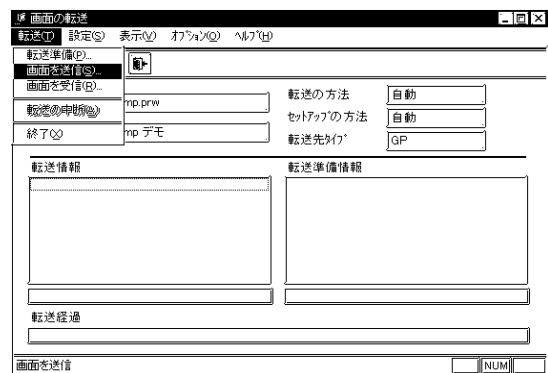 画面の転送
転送(T) 設定(S) 表示(V) オプション(O) ヘルプ(H)
転送準備(P)...
画面を送信(S)...
画面を受信(R)...
転送の中断(A)
終了(X)
mp.prw
mp デモ
転送の方法 自動
セットアップの方法 自動
転送先タイプ GP
転送情報 転送準備情報
転送経過
画面を送信 NUM